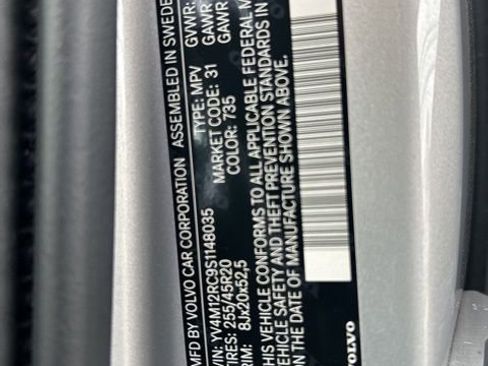 MFD BY VOLVO CAR CORPORATION ASSEMBLED IN SWEDE
VIN: YV4M12RC9S1148035 TYPE: MPV GVWR:
TIRES: 255/45R20 MARKET CODE: 31 GAWR
RIM: 8Jx20x52,5 COLOR: 735 GAWR
THIS VEHICLE CONFORMS TO ALL APPLICABLE FEDERAL M
VEHICLE SAFETY AND THEFT PREVENTION STANDARDS IN
ON THE DATE OF MANUFACTURE SHOWN ABOVE.
VOLVO